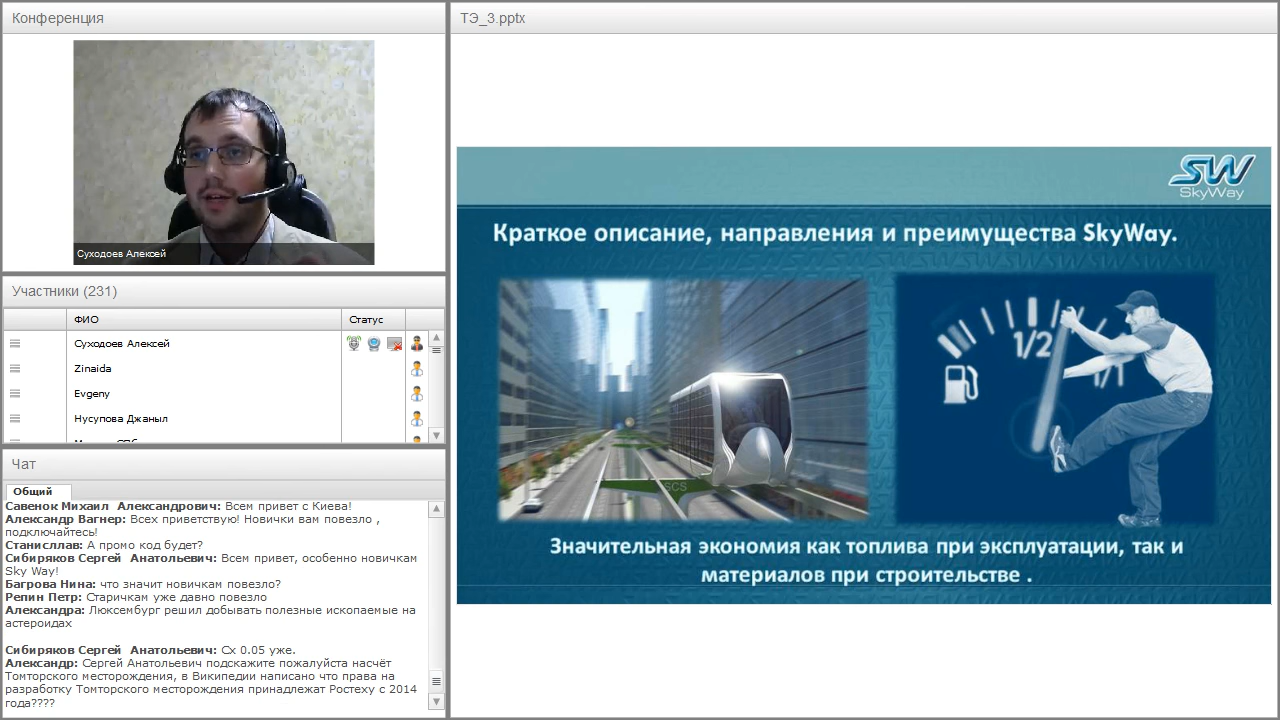 Конференция
Суходоев Алексей
Участники (231)
ФИО
Статус
Суходоев Алексей
Zinaida
Evgeny
Нусупова Джаныл
Чат
Общий
Савенок Михаил Александрович: Всем привет с Киева!
Александр Вагнер: Всех приветствую! Новички вам повезло ,
подключайтесь!
Станисллав: А промо код будет?
Сибиряков Сергей Анатольевич: Всем привет, особенно новичкам
Sky Way!
Багрова Нина: что значит новичкам повезло?
Репин Петр: Старичкам уже давно повезло
Александра: Люксембург решил добывать полезные ископаемые на
астероидах
Сибиряков Сергей Анатольевич: Сх 0.05 уже.
Александр: Сергей Анатольевич подскажите пожалуйста насчёт
Томторского месторождения, в Википедии написано что права на
разработку Томторского месторождения принадлежат Ростеху с 2014
года????
ТЭ_3.pptx
SW
SkyWay
Краткое описание, направления и преимущества SkyWay.
SCS
1/2
1/1
Значительная экономия как топлива при эксплуатации, так и
материалов при строительстве .